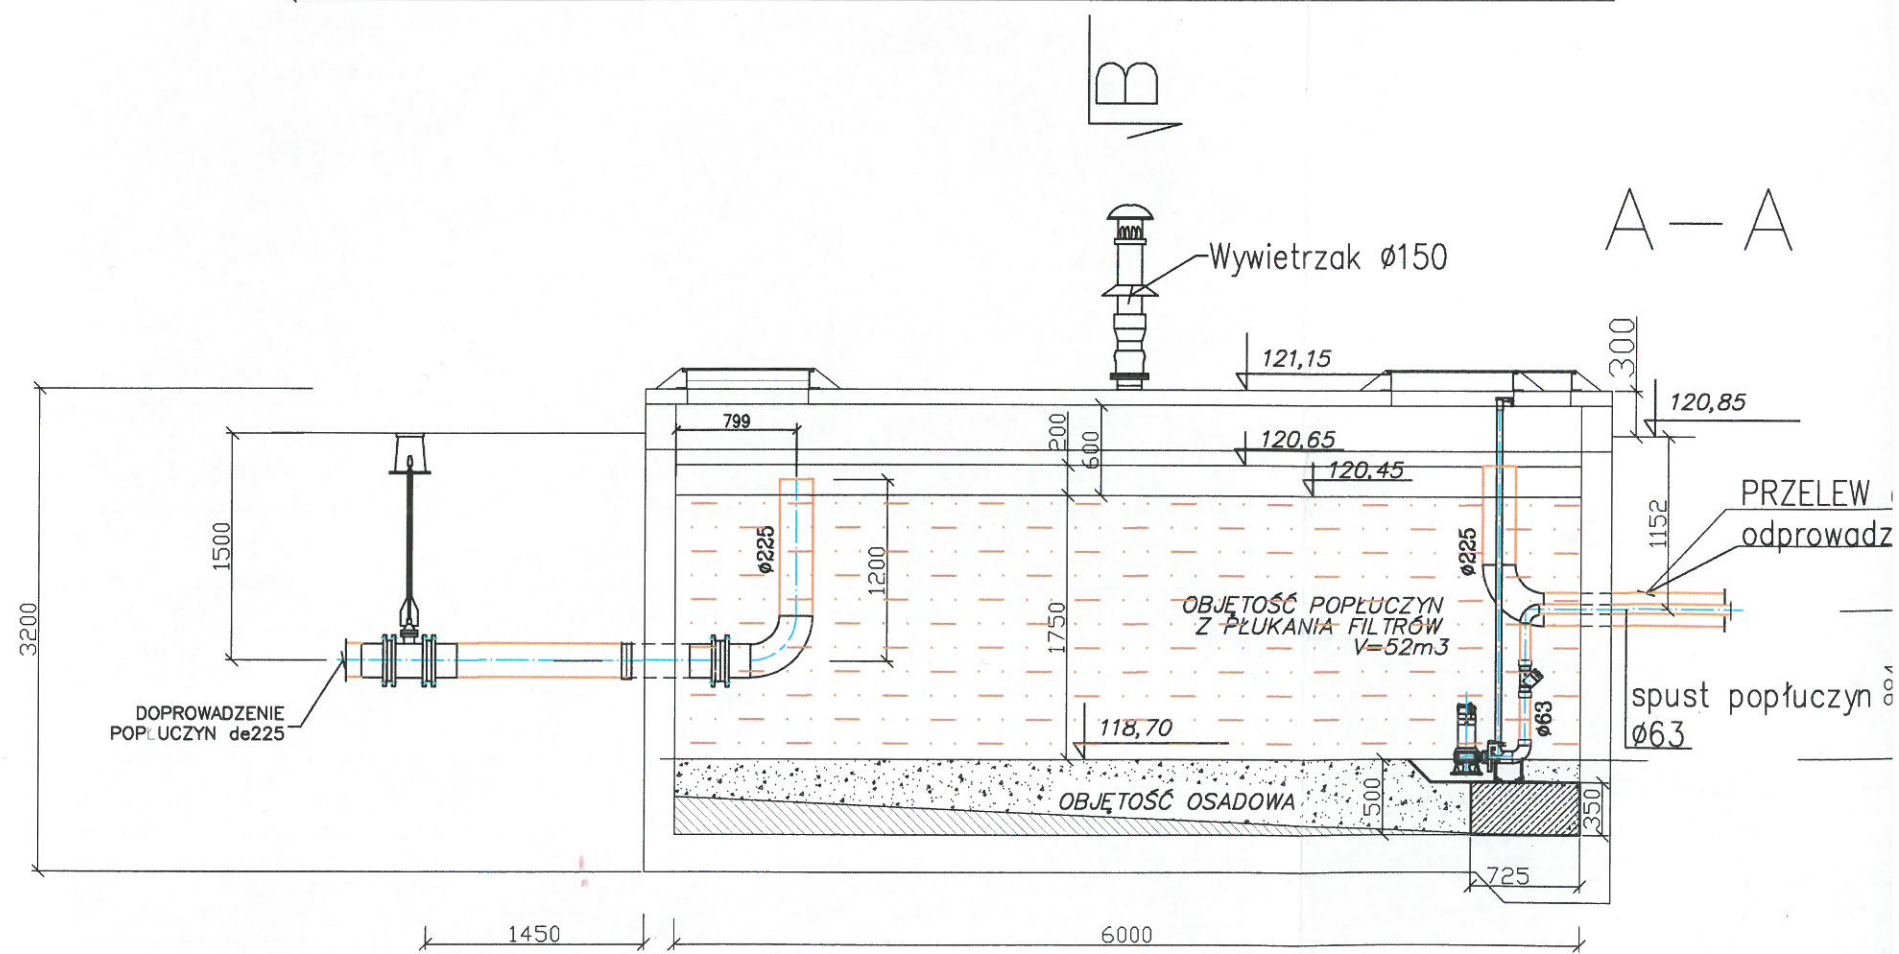 B
A — A
Wywietrzak ø150
121,15
300
120,85
799
200
600
120,65
120,45
1500
3200
ø225
1200
1750
ø225
1152
PRZELEW
odprowadz
OBJĘTOŚĆ POPŁUCZYN
Z PŁUKANIA FILTRÓW
V=52m3
DOPROWADZENIE
POPŁUCZYN de225
118,70
ø63
spust popłuczyn
ø63
OBJĘTOŚĆ OSADOWA
500
350
725
1450
6000